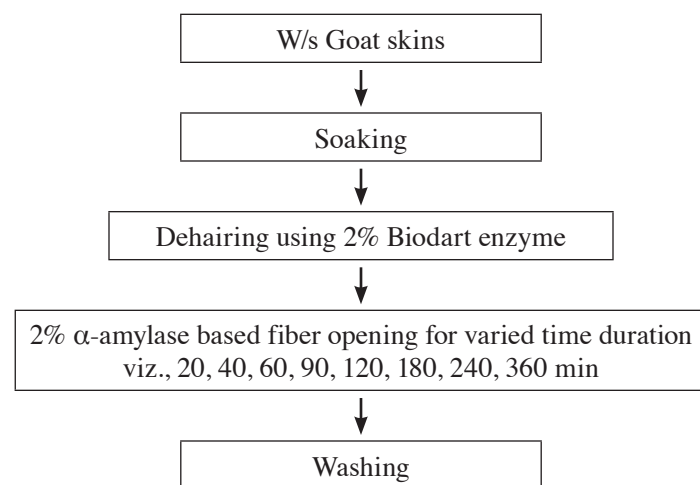 W/s Goat skins
Soaking
Dehairing using 2% Biodart enzyme
2% α-amylase based fiber opening for varied time duration
viz., 20, 40, 60, 90, 120, 180, 240, 360 min
Washing